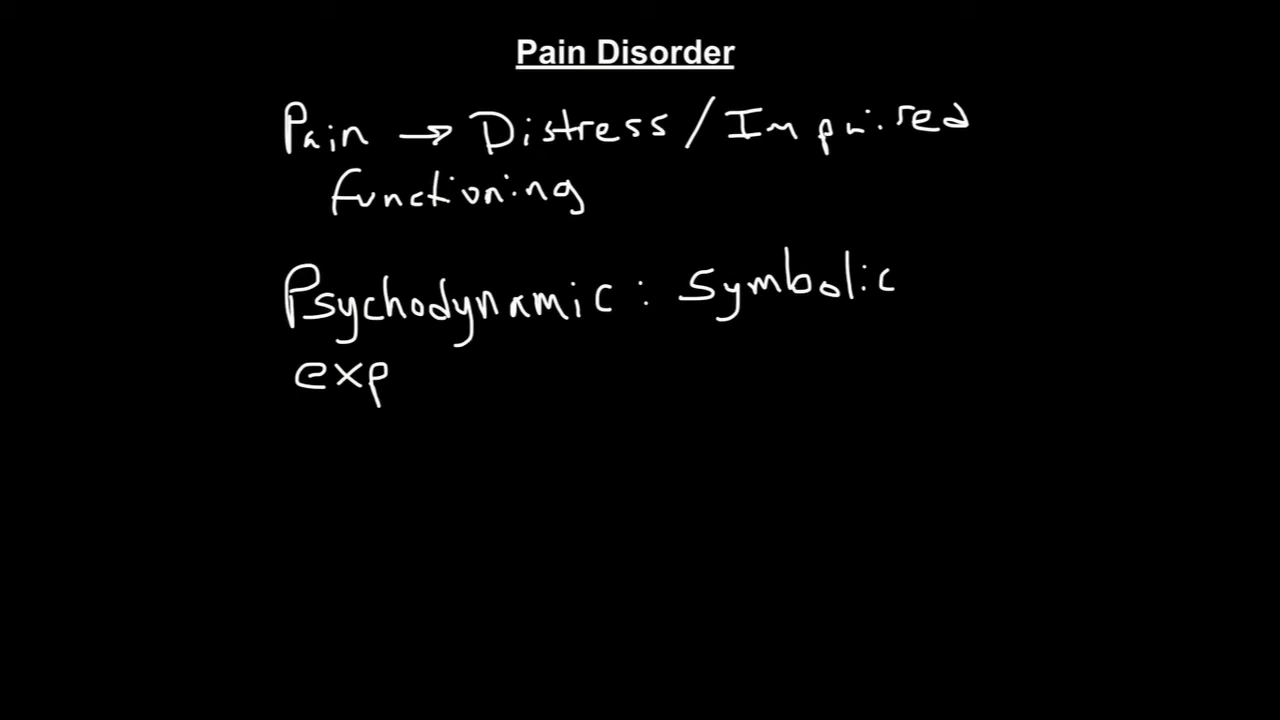 Pain Disorder
Pain → Distress / Impaired
functioning
Psychodynamic : Symbolic
exp